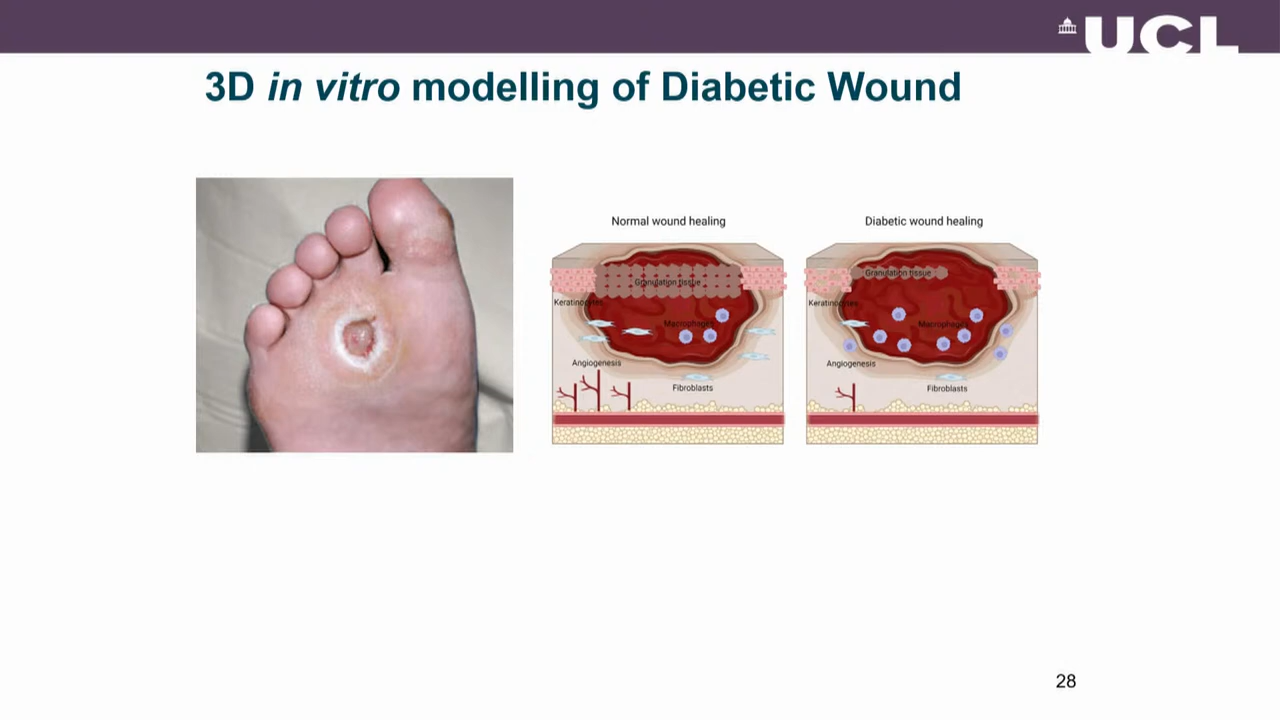 UCL
3D in vitro modelling of Diabetic Wound
Normal wound healing
Granulation tissue
Keratinocytes
Macrophages
Angiogenesis
Fibroblasts
Diabetic wound healing
Granulation tissue
Keratinocytes
Macrophages
Angiogenesis
Fibroblasts
28